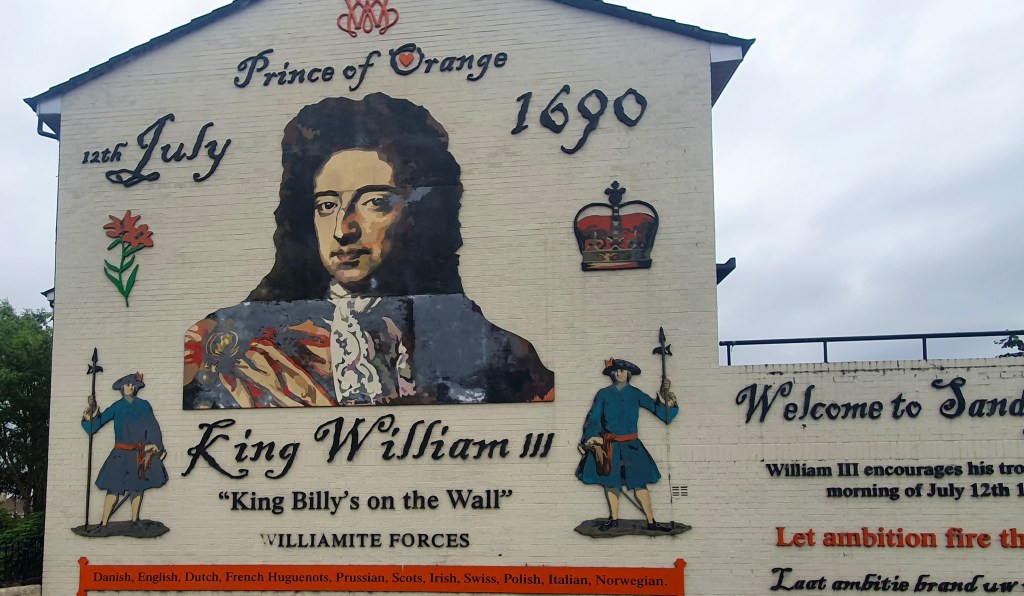 Prince of Orange
12th July
1690
King William III
"King Billy's on the Wall"
WILLIAMITE FORCES
Danish, English, Dutch, French Huguenots, Prussian, Scots, Irish, Swiss, Polish, Italian, Norwegian.
Welcome to
William III encourages his
morning of July 12th
Let ambition fire
Laat ambitie brand